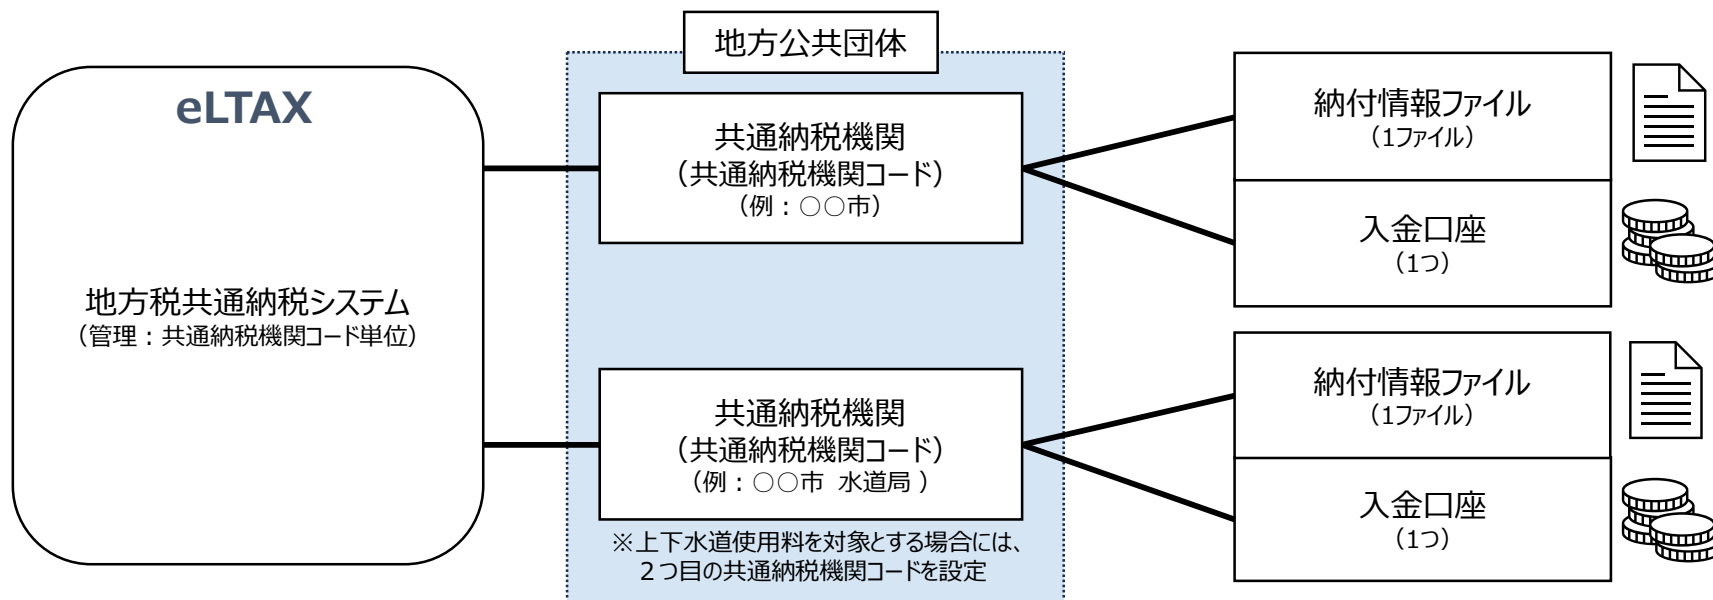 地方公共団体
eLTAX
地方税共通納税システム
（管理：共通納税機関コード単位）
共通納税機関
（共通納税機関コード）
（例：○○市）
納付情報ファイル
（1ファイル）
入金口座
（1つ）
共通納税機関
（共通納税機関コード）
（例：○○市 水道局 ）
※上下水道使用料を対象とする場合には、
２つ目の共通納税機関コードを設定
納付情報ファイル
（1ファイル）
入金口座
（1つ）